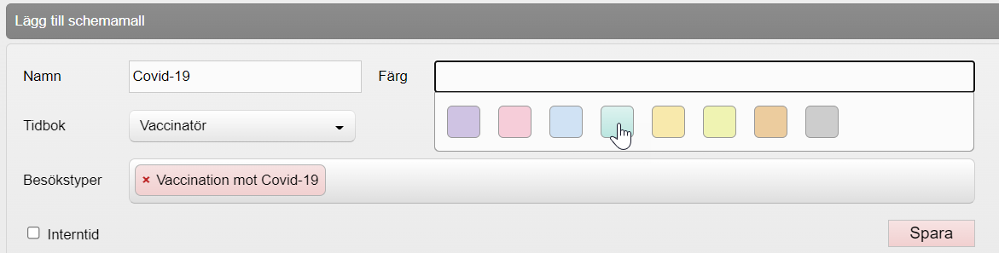 Lägg till schemamall
Namn
Covid-19
Färg
Tidbok
Vaccinatör
Besökstyper
× Vaccination mot Covid-19
Interntid
Spara